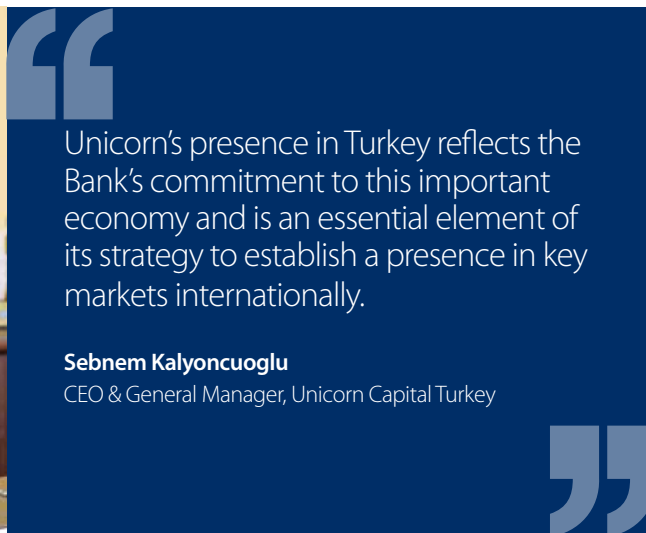 Unicorn’s presence in Turkey reflects the
Bank’s commitment to this important
economy and is an essential element of
its strategy to establish a presence in key
markets internationally.
Sebnem Kalyoncuoglu
CEO & General Manager, Unicorn Capital Turkey